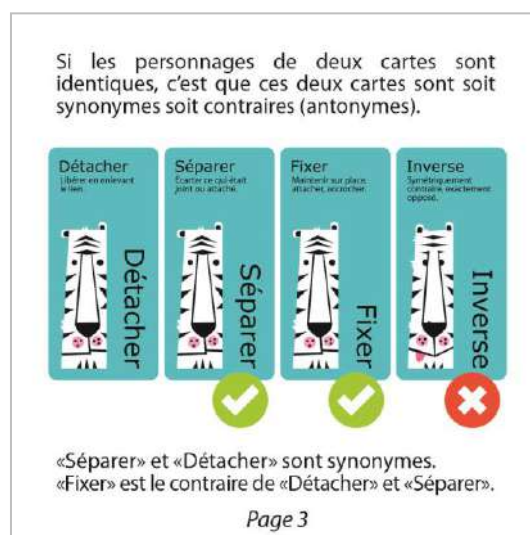 Si les personnages de deux cartes sont
identiques, c’est que ces deux cartes sont soit
synonymes soit contraires (antonymes).
Détacher
Libérer en enlevant
le lien.
Détacher
Séparer
Écarter ce qui était
joint ou attaché.
Séparer
Fixer
Maintenir sur place,
attacher, accrocher.
Fixer
Inverse
Symétriquement
contraire, exactement
opposé.
Inverse
«Séparer» et «Détacher» sont synonymes.
«Fixer» est le contraire de «Détacher» et «Séparer».
Page 3